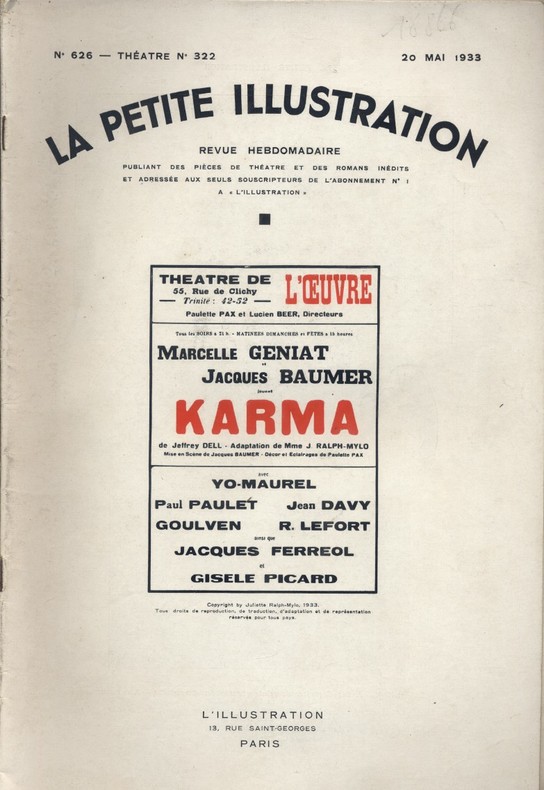 N° 626 — THÉATRE N° 322
20 MAI 1933
LA PETITE ILLUSTRATION
REVUE HEBDOMADAIRE
PUBLIANT DES PIÈCES DE THÉATRE ET DES ROMANS INÉDITS
ET ADRESSÉE AUX SEULS SOUSCRIPTEURS DE L'ABONNEMENT N° 1
A « L'ILLUSTRATION »
THEATRE DE L'ŒUVRE
55, Rue de Clichy
— Trinité : 42-52 —
Paulette PAX et Lucien BEER, Directeurs
Tous les SOIRS à 21 h. - MATINÉES DIMANCHES et FÊTES à 15 heures
MARCELLE GENIAT
et
JACQUES BAUMER
jouent
KARMA
de Jeffrey DELL - Adaptation de Mme J. RALPH-MYLO
Mise en Scène de Jacques BAUMER - Décor et Eclairages de Paulette PAX
avec
YO-MAUREL
Paul PAULET Jean DAVY
GOULVEN R. LEFORT
ainsi que
JACQUES FERREOL
et
GISELE PICARD
Copyright by Juliette Ralph-Mylo, 1933.
Tous droits de reproduction, de traduction, d'adaptation et de représentation
réservés pour tous pays.
L'ILLUSTRATION
13, RUE SAINT-GEORGES
PARIS